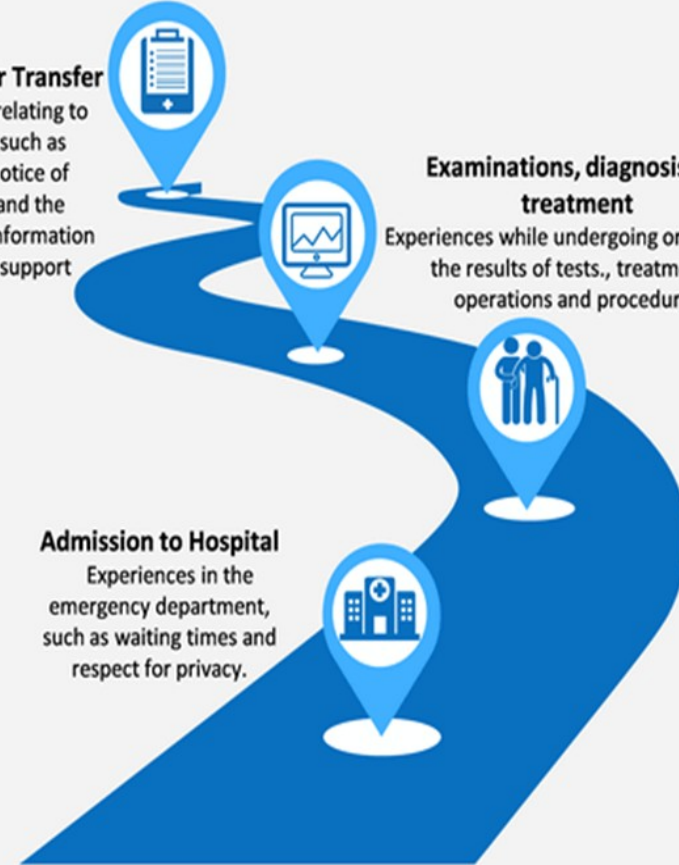 r Transfer
relating to
such as
otice of
and the
nformation
support
Examinations, diagnosis
treatment
Experiences while undergoing or
the results of tests., treatm
operations and procedur
Admission to Hospital
Experiences in the
emergency department,
such as waiting times and
respect for privacy.